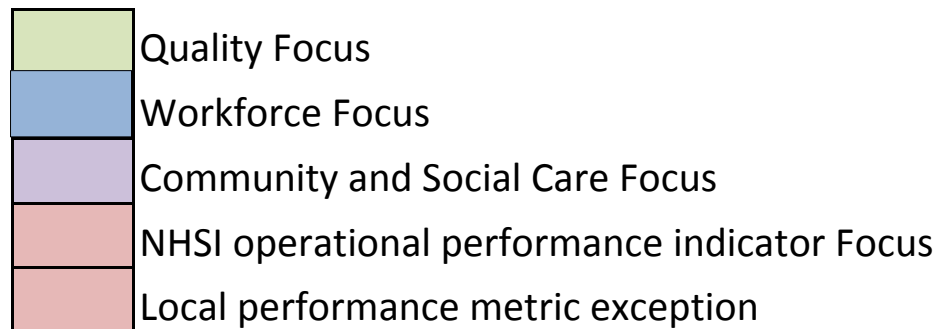 Quality Focus
Workforce Focus
Community and Social Care Focus
NHSI operational performance indicator Focus
Local performance metric exception